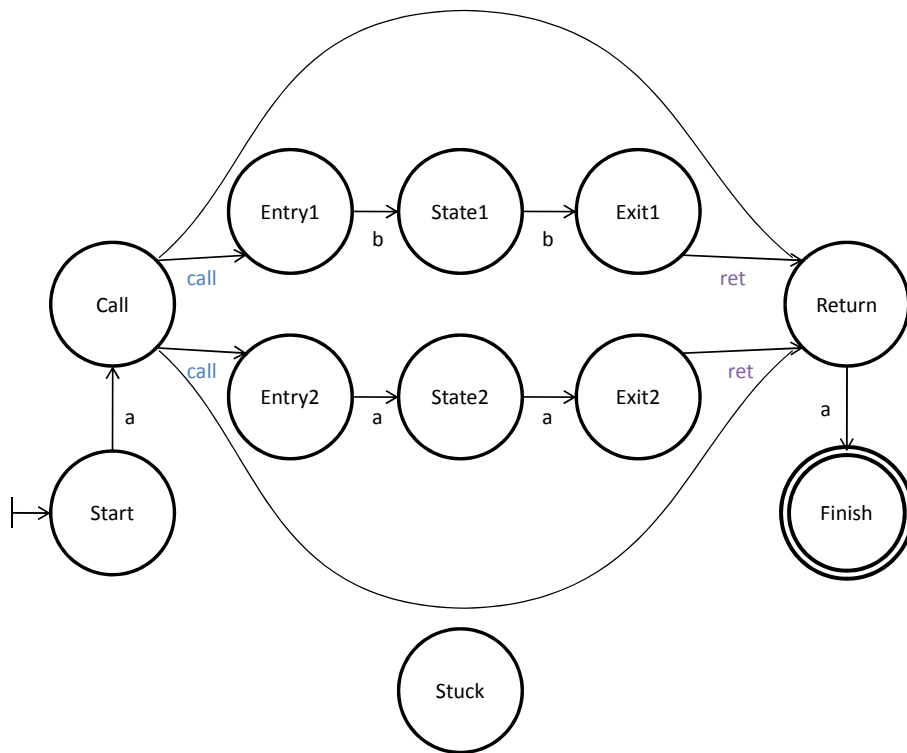 Entry1
b
State1
b
Exit1
call
ret
Call
Return
call
ret
Entry2
a
State2
a
Exit2
a
a
Start
Finish
Stuck